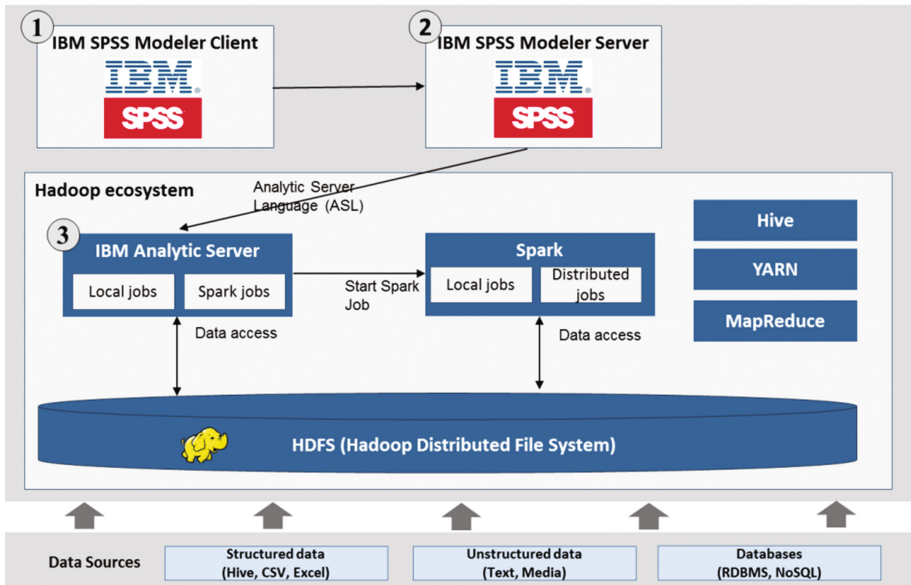 1
IBM SPSS Modeler Client
IBM®
SPSS
2
IBM SPSS Modeler Server
IBM®
SPSS
Hadoop ecosystem
Analytic Server
Language (ASL)
3
IBM Analytic Server
Local jobs
Spark jobs
Data access
Start Spark
Job
Spark
Local jobs
Distributed
jobs
Data access
Hive
YARN
MapReduce
HDFS (Hadoop Distributed File System)
Data Sources
Structured data
(Hive, CSV, Excel)
Unstructured data
(Text, Media)
Databases
(RDBMS, NoSQL)